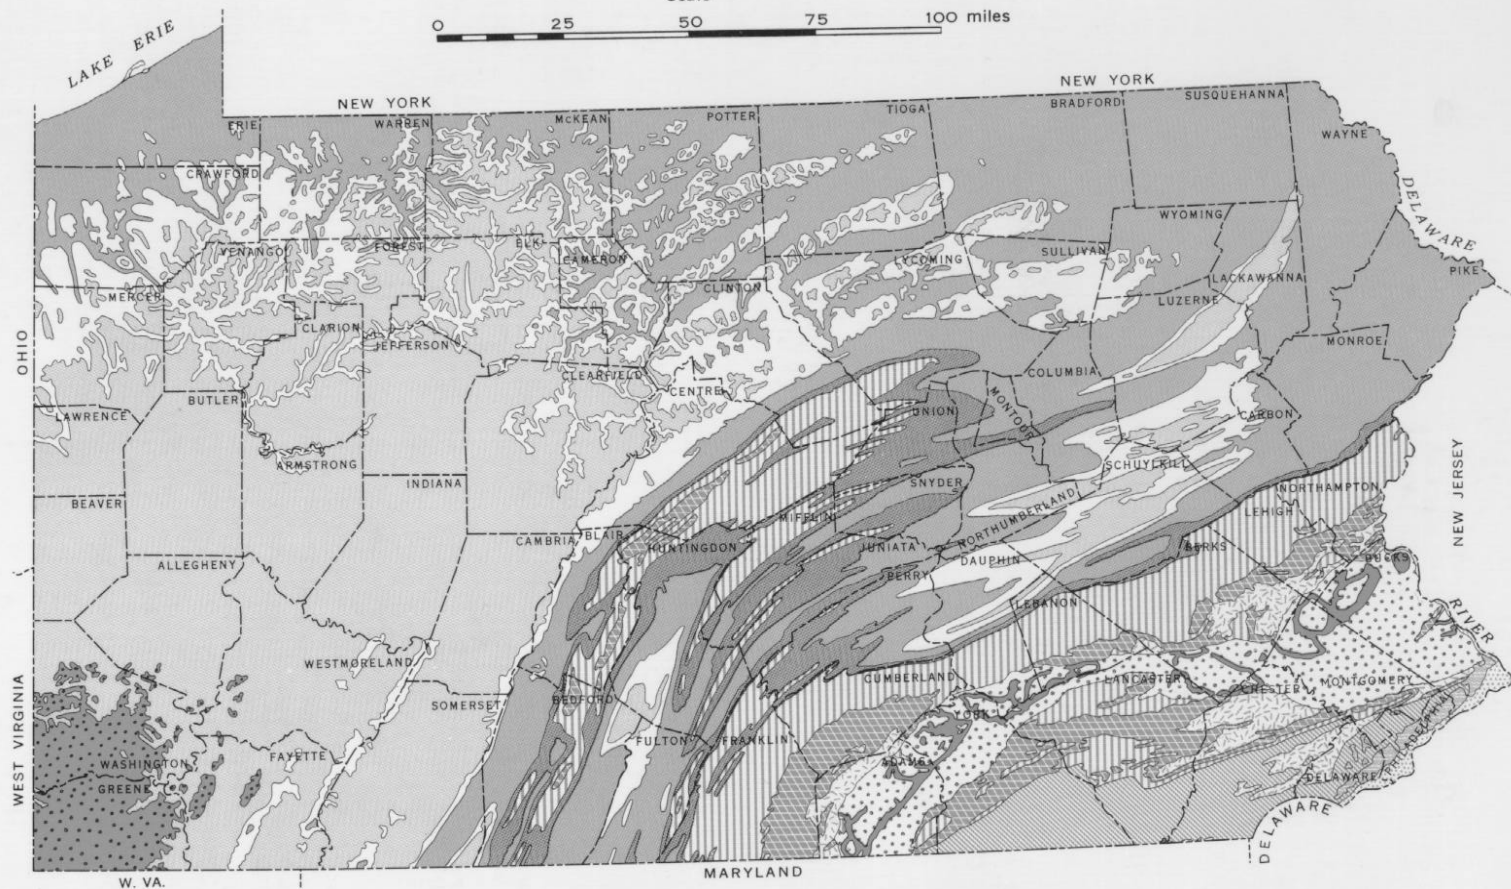 Scale
0 25 50 75 100 miles
LAKE ERIE
NEW YORK
NEW YORK
ERIE
WARREN
McKEAN
POTTER
TIOGA
BRADFORD
SUSQUEHANNA
WAYNE
CRAWFORD
DELAWARE
WYOMING
VENANGO
FOREST
ELK
CAMERON
LYCOMING
SULLIVAN
LACKAWANNA
PIKE
MERCER
CLINTON
LUZERNE
CLARION
JEFFERSON
MONROE
OHIO
CLEARFIELD
CENTRE
COLUMBIA
BUTLER
LAWRENCE
UNION
MONTOUR
CARBON
ARMSTRONG
SCHUYLKILL
INDIANA
SNYDER
NORTHUMBERLAND
NORTHAMPTON
NEW JERSEY
BEAVER
MIFFLIN
LEHIGH
CAMBRIA
BLAIR
HUNTINGDON
JUNIATA
BERKS
BUCKS
ALLEGHENY
DAUPHIN
PERRY
LEBANON
RIVER
WESTMORELAND
CUMBERLAND
LANCASTER
CHESTER
MONTGOMERY
SOMERSET
BEDFORD
YORK
WEST VIRGINIA
FULTON
FRANKLIN
PHILADELPHIA
WASHINGTON
FAYETTE
ADAMS
DELAWARE
GREENE
DELAWARE
MARYLAND
W. VA.